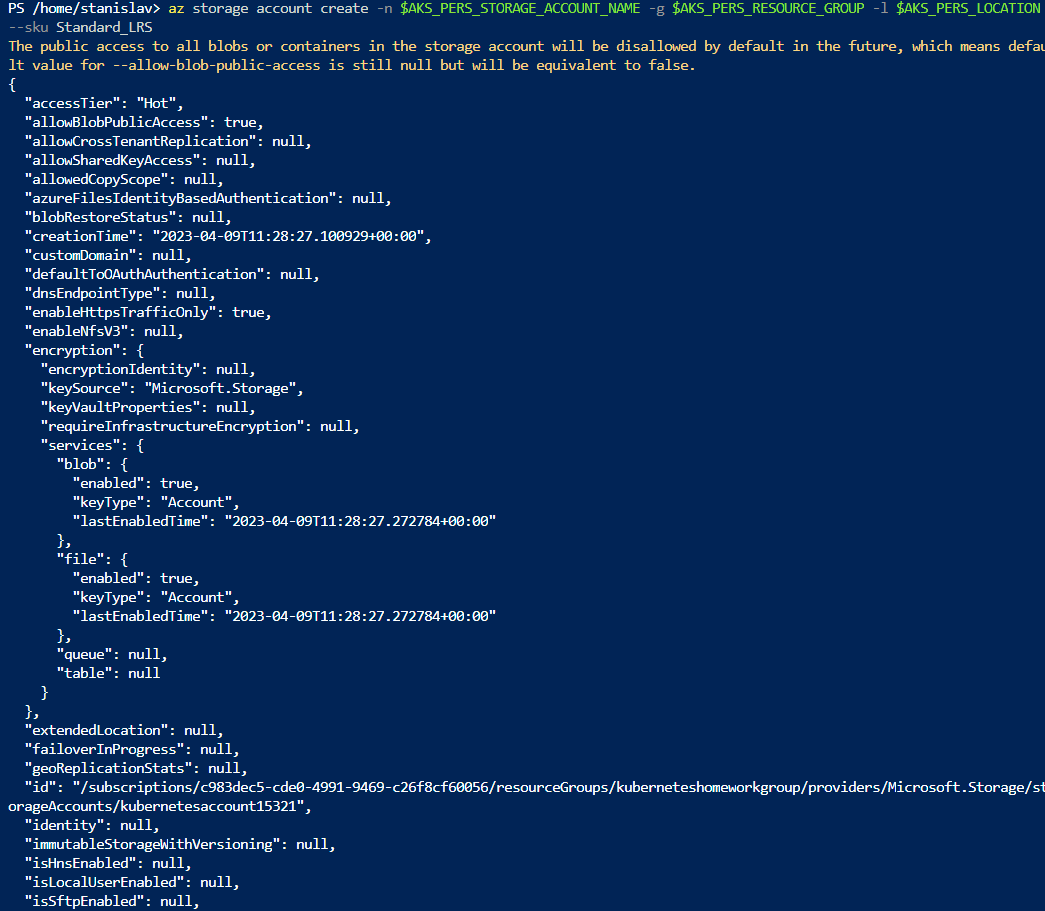 PS /home/stanislav> az storage account create -n $AKS_PERS_STORAGE_ACCOUNT_NAME -g $AKS_PERS_RESOURCE_GROUP -l $AKS_PERS_LOCATION
--sku Standard_LRS
The public access to all blobs or containers in the storage account will be disallowed by default in the future, which means defau
lt value for --allow-blob-public-access is still null but will be equivalent to false.
{
  "accessTier": "Hot",
  "allowBlobPublicAccess": true,
  "allowCrossTenantReplication": null,
  "allowSharedKeyAccess": null,
  "allowedCopyScope": null,
  "azureFilesIdentityBasedAuthentication": null,
  "blobRestoreStatus": null,
  "creationTime": "2023-04-09T11:28:27.100929+00:00",
  "customDomain": null,
  "defaultToOAuthAuthentication": null,
  "dnsEndpointType": null,
  "enableHttpsTrafficOnly": true,
  "enableNfsV3": null,
  "encryption": {
    "encryptionIdentity": null,
    "keySource": "Microsoft.Storage",
    "keyVaultProperties": null,
    "requireInfrastructureEncryption": null,
    "services": {
      "blob": {
        "enabled": true,
        "keyType": "Account",
        "lastEnabledTime": "2023-04-09T11:28:27.272784+00:00"
      },
      "file": {
        "enabled": true,
        "keyType": "Account",
        "lastEnabledTime": "2023-04-09T11:28:27.272784+00:00"
      },
      "queue": null,
      "table": null
    }
  },
  "extendedLocation": null,
  "failoverInProgress": null,
  "geoReplicationStats": null,
  "id": "/subscriptions/c983dec5-cde0-4991-9469-c26f8cf60056/resourceGroups/kuberneteshomeworkgroup/providers/Microsoft.Storage/st
orageAccounts/kubernetesaccount15321",
  "identity": null,
  "immutableStorageWithVersioning": null,
  "isHnsEnabled": null,
  "isLocalUserEnabled": null,
  "isSftpEnabled": null,